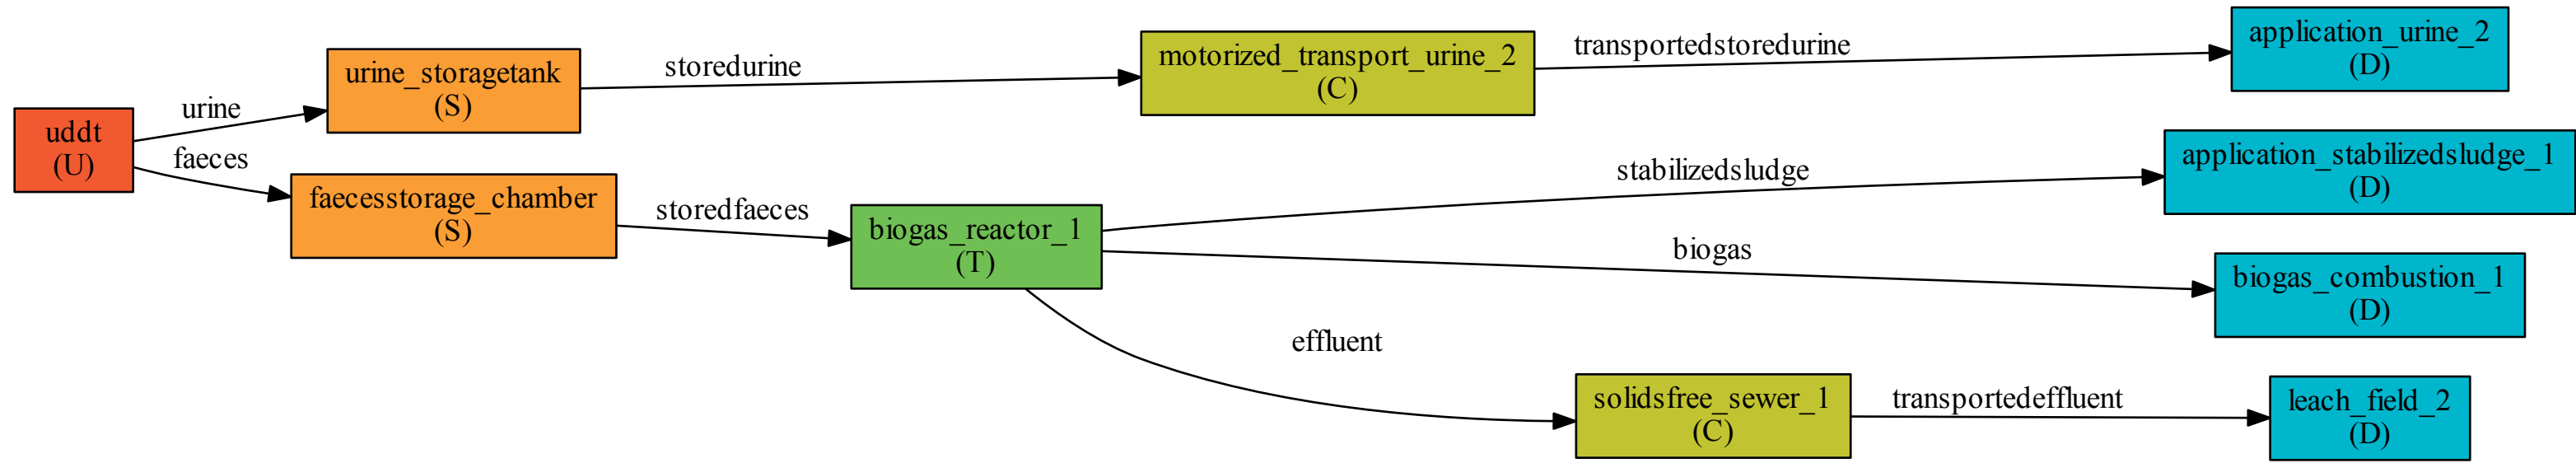 uddt
(U)
urine
faeces
urine_storagetank
(S)
faecesstorage_chamber
(S)
storedurine
storedfaeces
biogas_reactor_1
(T)
motorized_transport_urine_2
(C)
effluent
transportedstoredurine
stabilizedsludge
biogas
solidsfree_sewer_1
(C)
transportedeffluent
application_urine_2
(D)
application_stabilizedsludge_1
(D)
biogas_combustion_1
(D)
leach_field_2
(D)